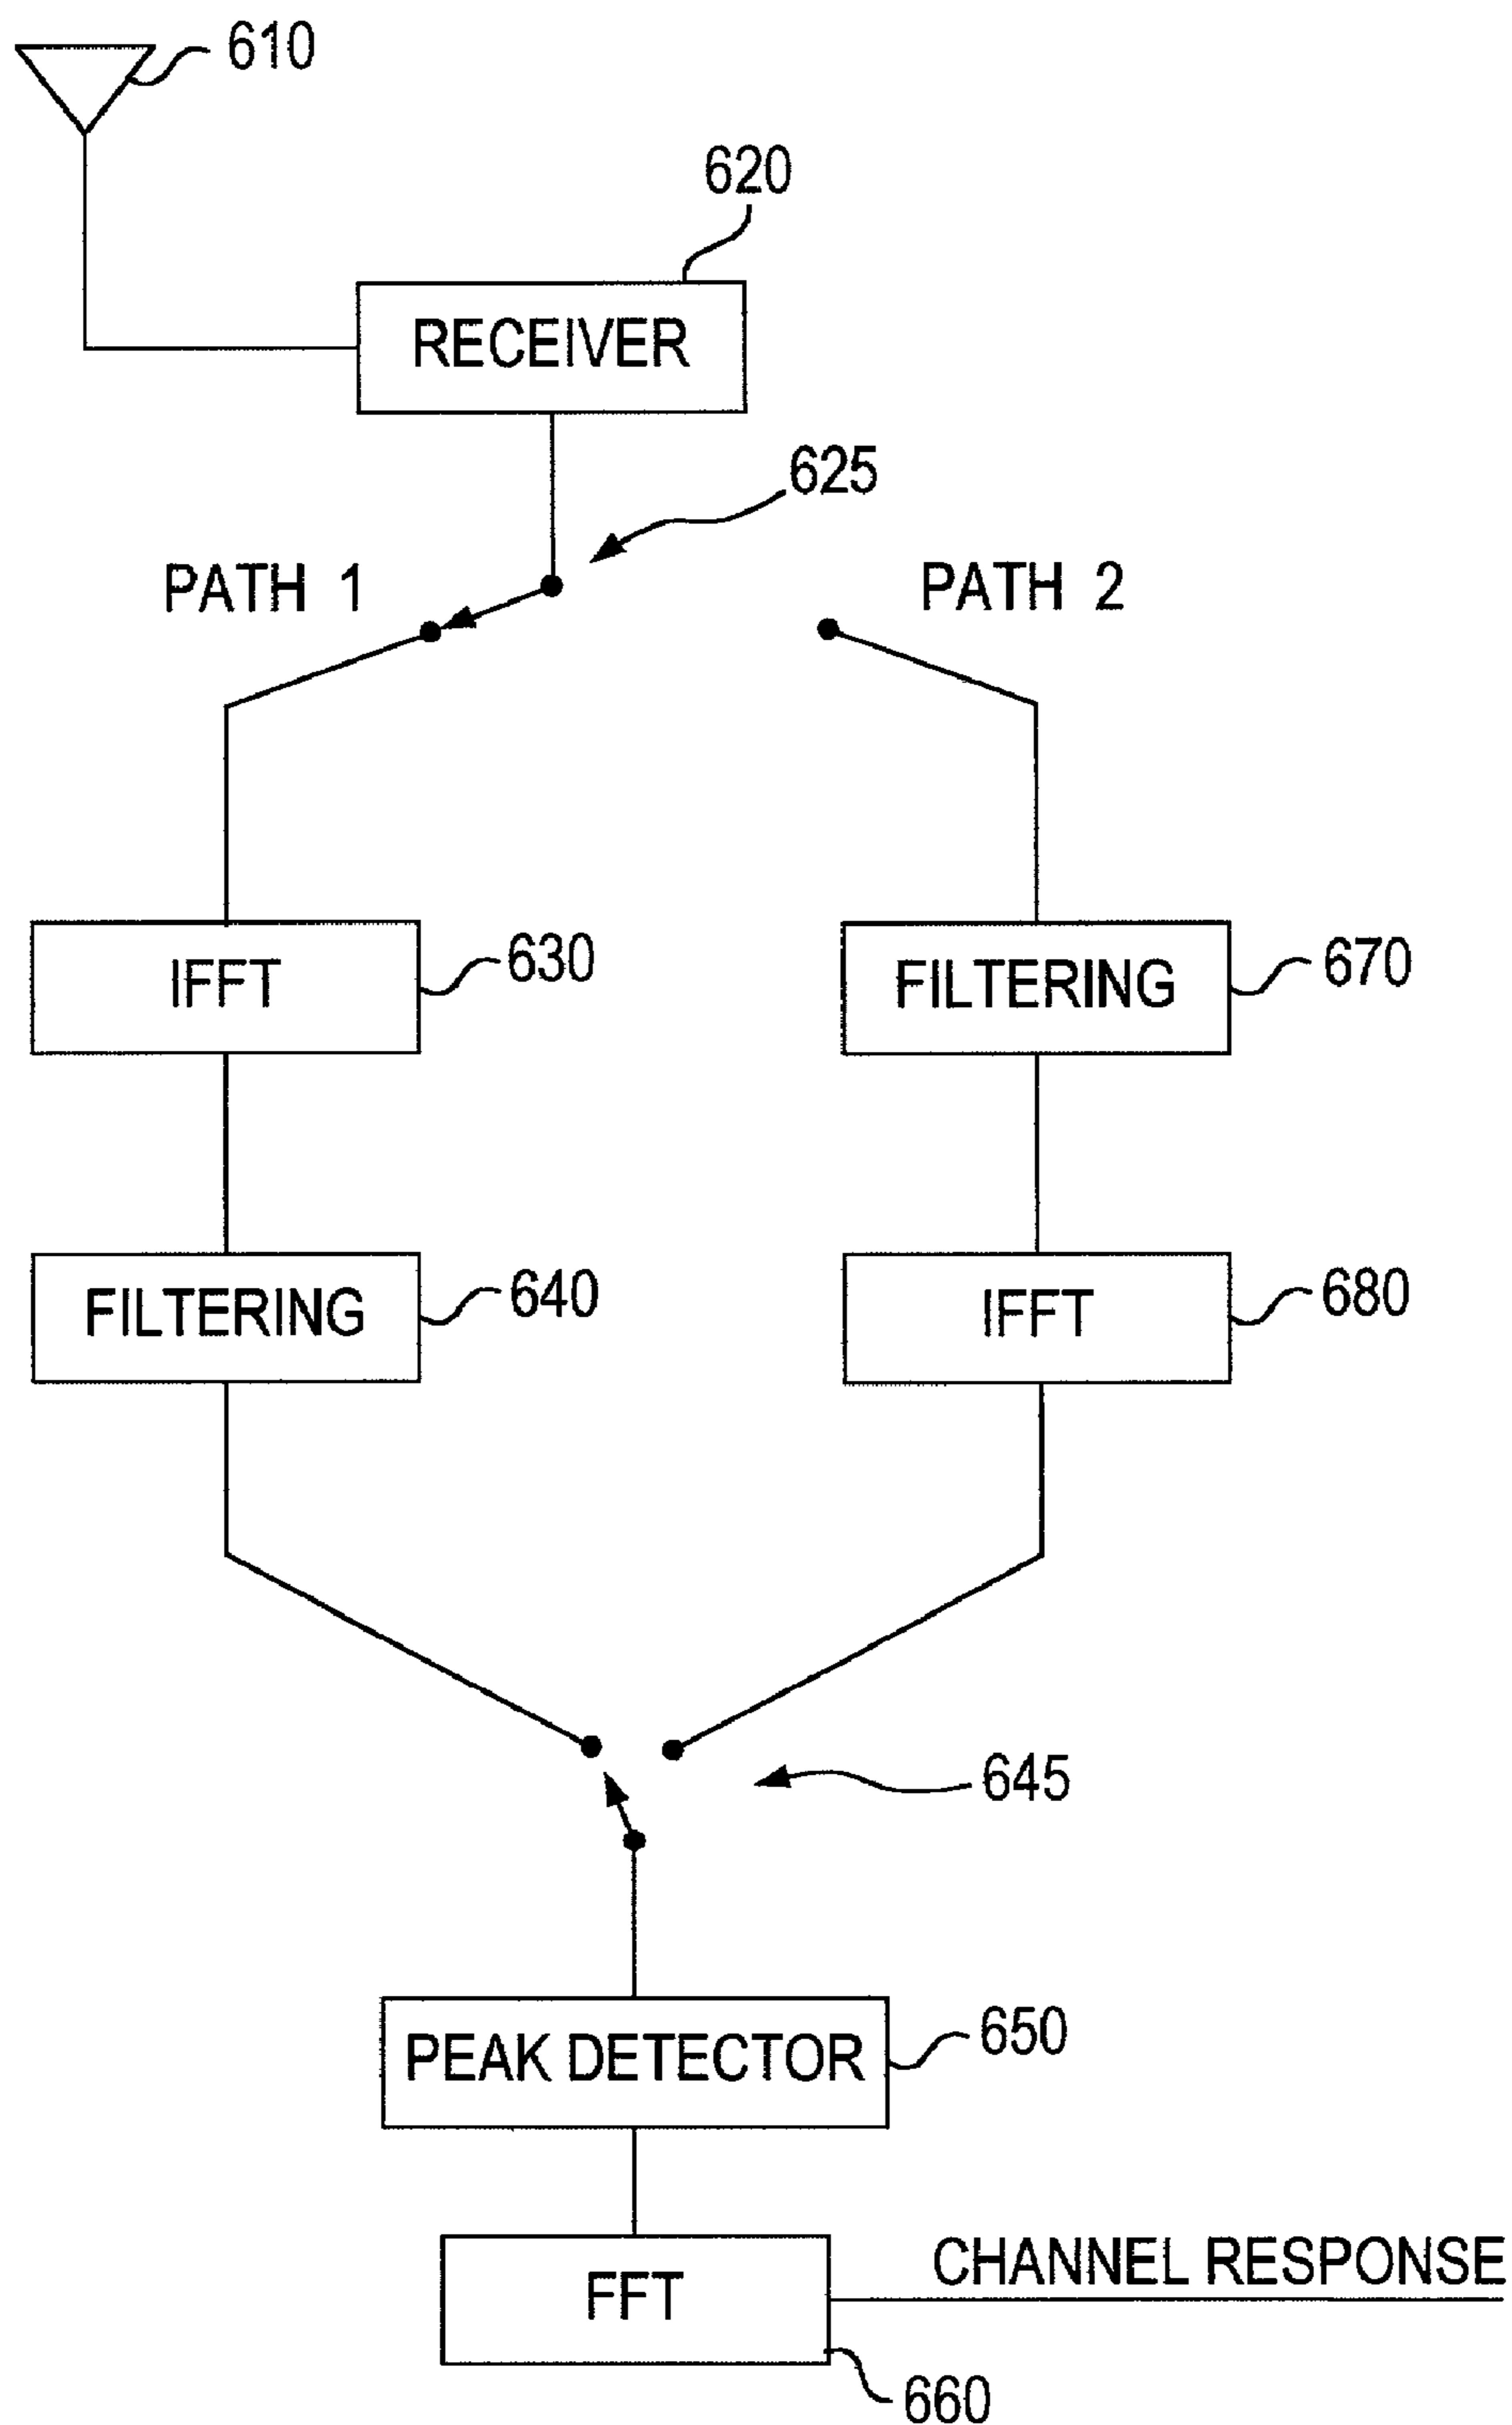 610
620
RECEIVER
625
PATH 1
PATH 2
IFFT
630
FILTERING
670
FILTERING
640
IFFT
680
645
PEAK DETECTOR
650
CHANNEL RESPONSE
FFT
660